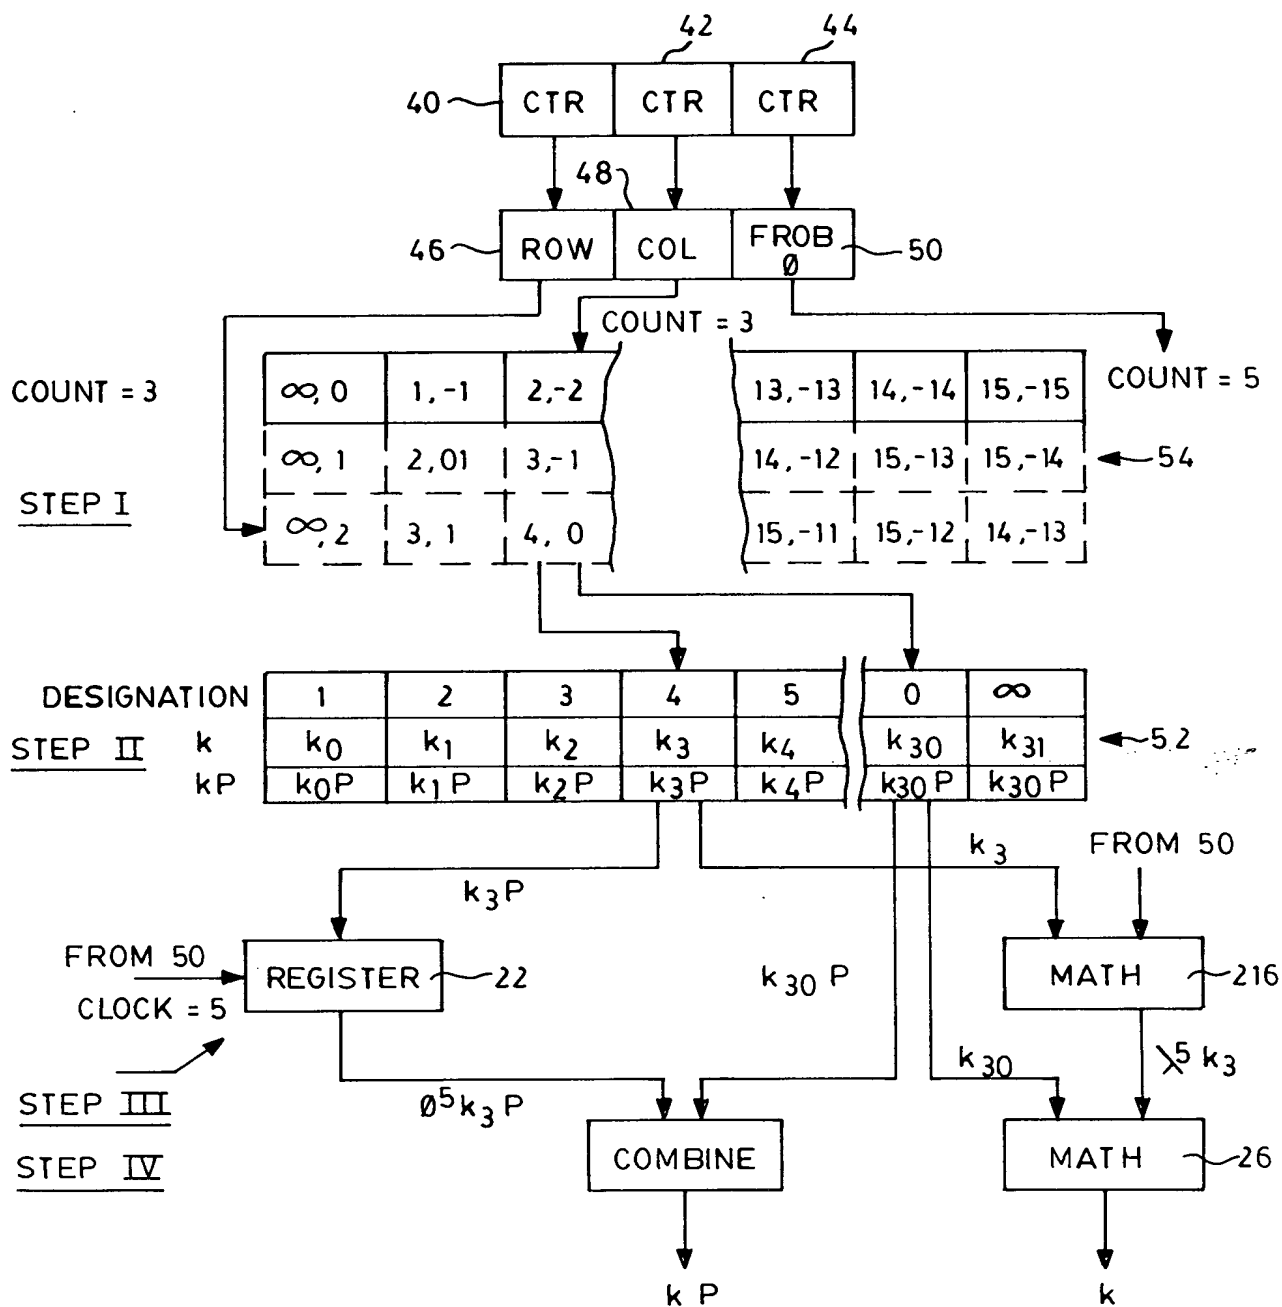 42 44
40 CTR CTR CTR
48
46 ROW COL FROB Ø 50
COUNT = 3
COUNT = 3 ∞, 0 1, -1 2, -2 13, -13 14, -14 15, -15 COUNT = 5
∞, 1 2, 01 3, -1 14, -12 15, -13 15, -14 54
STEP I
∞, 2 3, 1 4, 0 15, -11 15, -12 14, -13
DESIGNATION 1 2 3 4 5 0 ∞
STEP II k k0 k1 k2 k3 k4 k30 k31 52
kP k0P k1P k2P k3P k4P k30P k30P
k3 FROM 50
k3P
FROM 50 REGISTER 22 k30 P MATH 216
CLOCK = 5
k30 λ5 k3
STEP III Ø5k3P
STEP IV COMBINE MATH 26
k P k